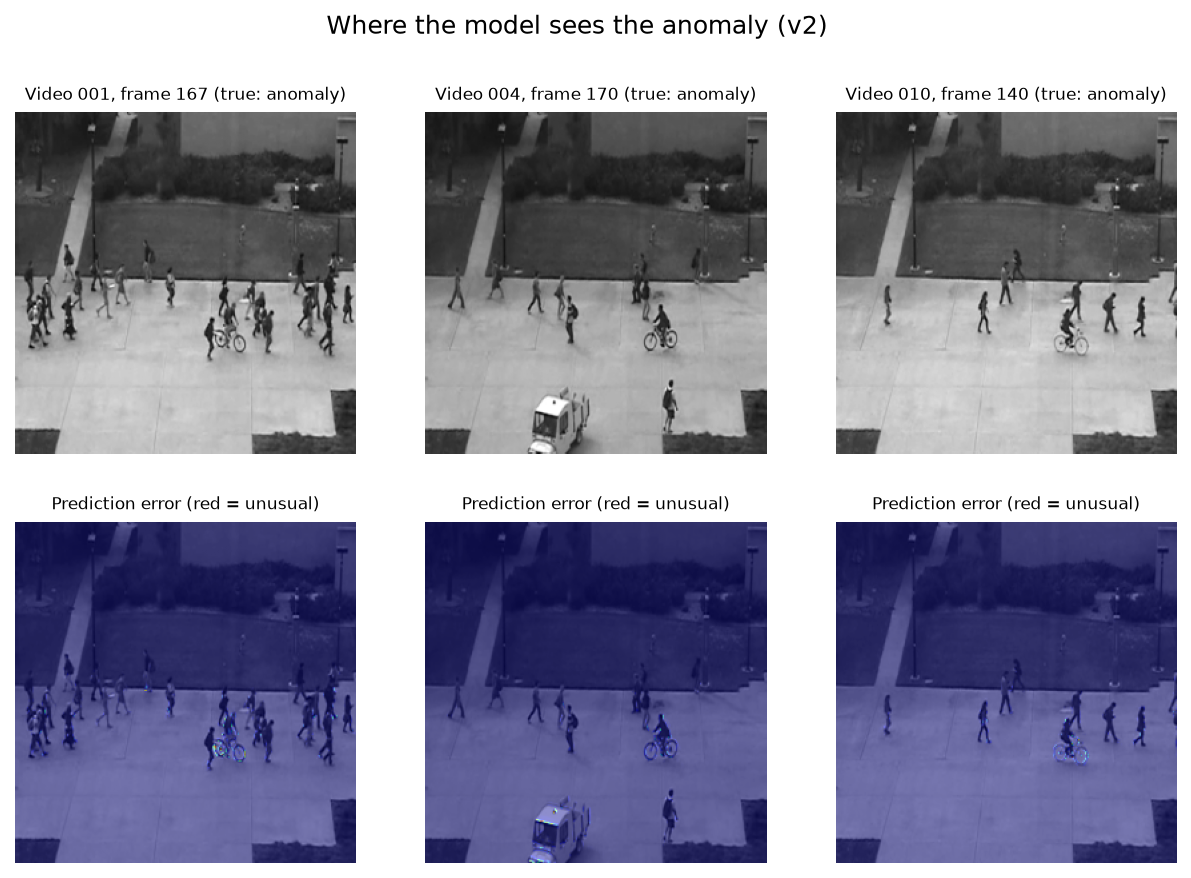 Where the model sees the anomaly (v2)
Video 001, frame 167 (true: anomaly)
Video 004, frame 170 (true: anomaly)
Video 010, frame 140 (true: anomaly)
Prediction error (red = unusual)
Prediction error (red = unusual)
Prediction error (red = unusual)